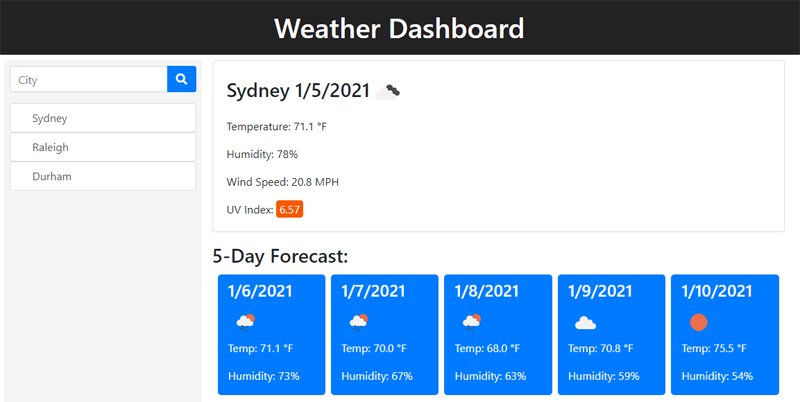 Weather Dashboard
City
Sydney
Raleigh
Durham
Sydney 1/5/2021
Temperature: 71.1 °F
Humidity: 78%
Wind Speed: 20.8 MPH
UV Index: 6.57
5-Day Forecast:
1/6/2021
Temp: 71.1 °F
Humidity: 73%
1/7/2021
Temp: 70.0 °F
Humidity: 67%
1/8/2021
Temp: 68.0 °F
Humidity: 63%
1/9/2021
Temp: 70.8 °F
Humidity: 59%
1/10/2021
Temp: 75.5 °F
Humidity: 54%